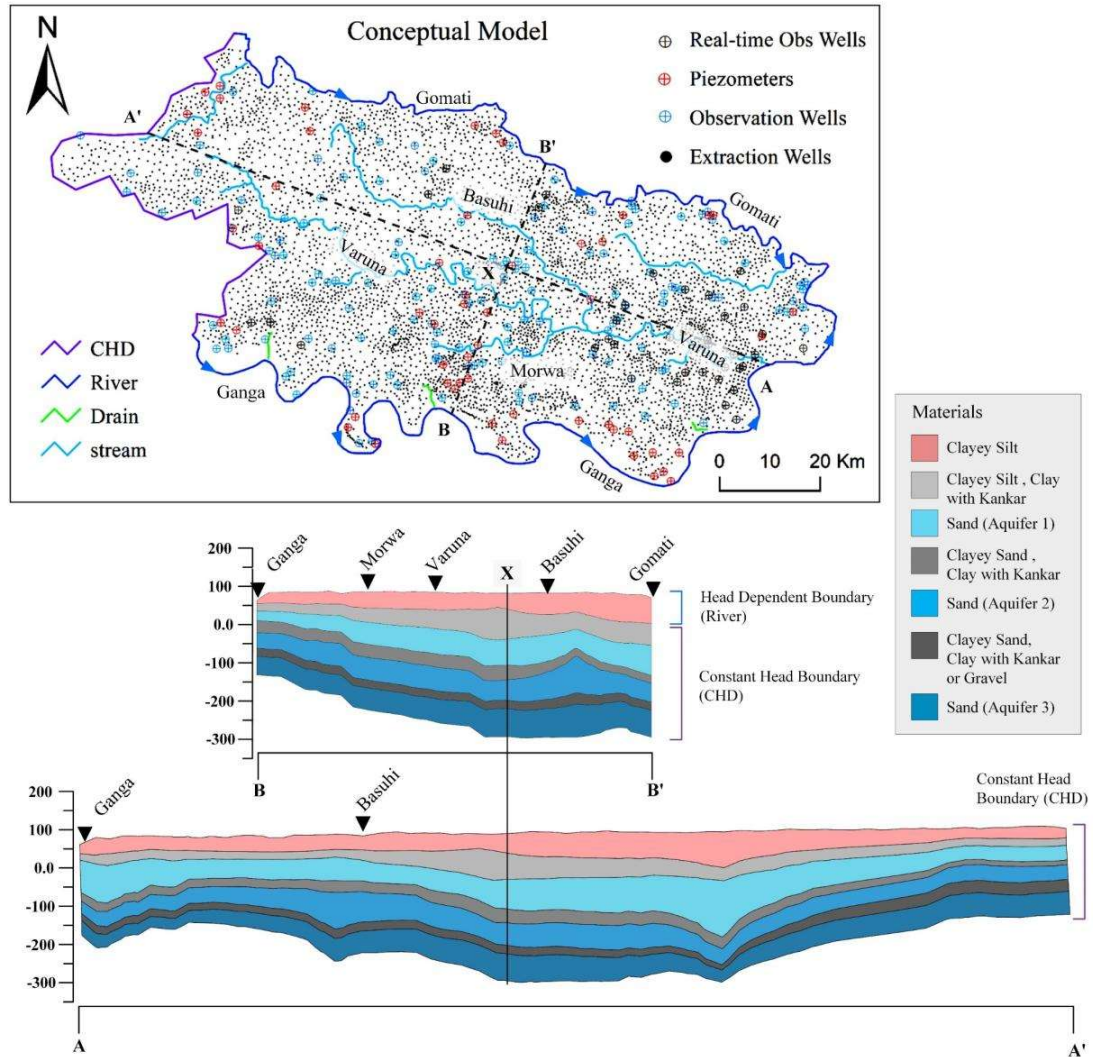 N
Conceptual Model
Real-time Obs Wells
Piezometers
Observation Wells
Extraction Wells
A'
Gomati
B'
Basuhi
Gomati
Varuna
X
Varuna
Morwa
A
Ganga
B
Ganga
CHD
River
Drain
stream
0 10 20 Km
Materials
Clayey Silt
Clayey Silt , Clay
with Kankar
Sand (Aquifer 1)
Clayey Sand ,
Clay with Kankar
Sand (Aquifer 2)
Clayey Sand,
Clay with Kankar
or Gravel
Sand (Aquifer 3)
Ganga
Morwa
Varuna
X
Basuhi
Gomati
200
100
0.0
-100
-200
-300
Head Dependent Boundary
(River)
Constant Head Boundary
(CHD)
B
B'
Ganga
Basuhi
Constant Head
Boundary (CHD)
200
100
0.0
-100
-200
-300
A
A'